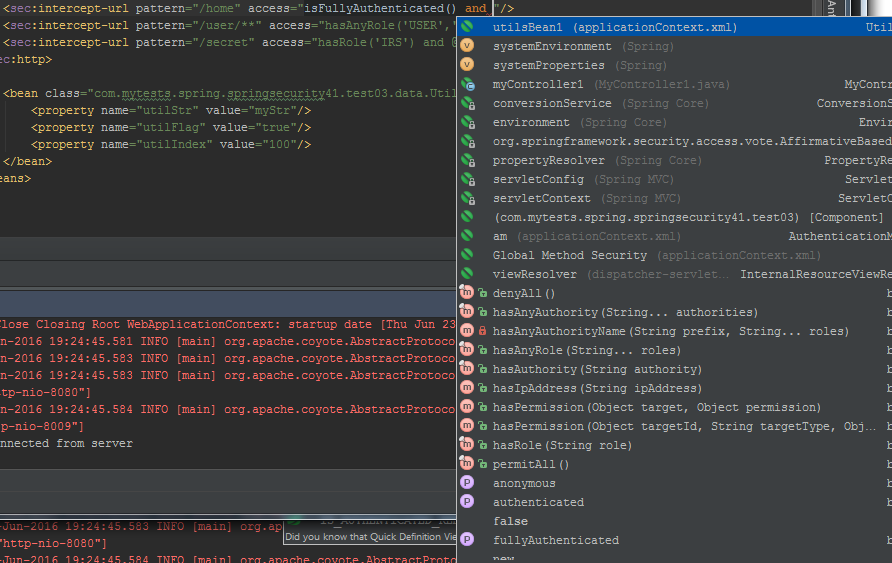 <sec:intercept-url pattern="/home" access="isFullyAuthenticated() and "/>
<sec:intercept-url pattern="/user/**" access="hasAnyRole('USER','
<sec:intercept-url pattern="/secret" access="hasRole('IRS') and @
ec:http>
<bean class="com.mytests.spring.springsecurity41.test03.data.Util
<property name="utilStr" value="myStr"/>
<property name="utilFlag" value="true"/>
<property name="utilIndex" value="100"/>
</bean>
eans>
Ant
utilsBean1 (applicationContext.xml) Util
systemEnvironment (Spring)
systemProperties (Spring)
myController1 (MyController1.java) MyContr
conversionService (Spring Core) ConversionS
environment (Spring Core) Envir
org.springframework.security.access.vote.AffirmativeBased
propertyResolver (Spring Core) PropertyRe
servletConfig (Spring MVC) Servlet
servletContext (Spring MVC) ServletC
(com.mytests.spring.springsecurity41.test03) [Component]
am (applicationContext.xml) AuthenticationM
Global Method Security (applicationContext.xml)
viewResolver (dispatcher-servlet... InternalResourceViewRe
denyAll() b
hasAnyAuthority(String... authorities) b
hasAnyAuthorityName(String prefix, String... roles) b
hasAnyRole(String... roles) b
hasAuthority(String authority) b
hasIpAddress(String ipAddress) b
hasPermission(Object target, Object permission) b
hasPermission(Object targetId, String targetType, Obj... b
hasRole(String role) b
permitAll() b
anonymous b
authenticated b
false
fullyAuthenticated b
new
lose Closing Root WebApplicationContext: startup date [Thu Jun 23
n-2016 19:24:45.581 INFO [main] org.apache.coyote.AbstractProtoco
n-2016 19:24:45.583 INFO [main] org.apache.coyote.AbstractProtoco
ttp-nio-8080"]
n-2016 19:24:45.584 INFO [main] org.apache.coyote.AbstractProtoco
p-nio-8009"]
nnected from server
-Jun-2016 19:24:45.583 INFO [main] org.ap
"http-nio-8080"]
Did you know that Quick Definition Vie
-Jun-2016 19:24:45.584 INFO [main] org.apache.coyote.AbstractProtoco